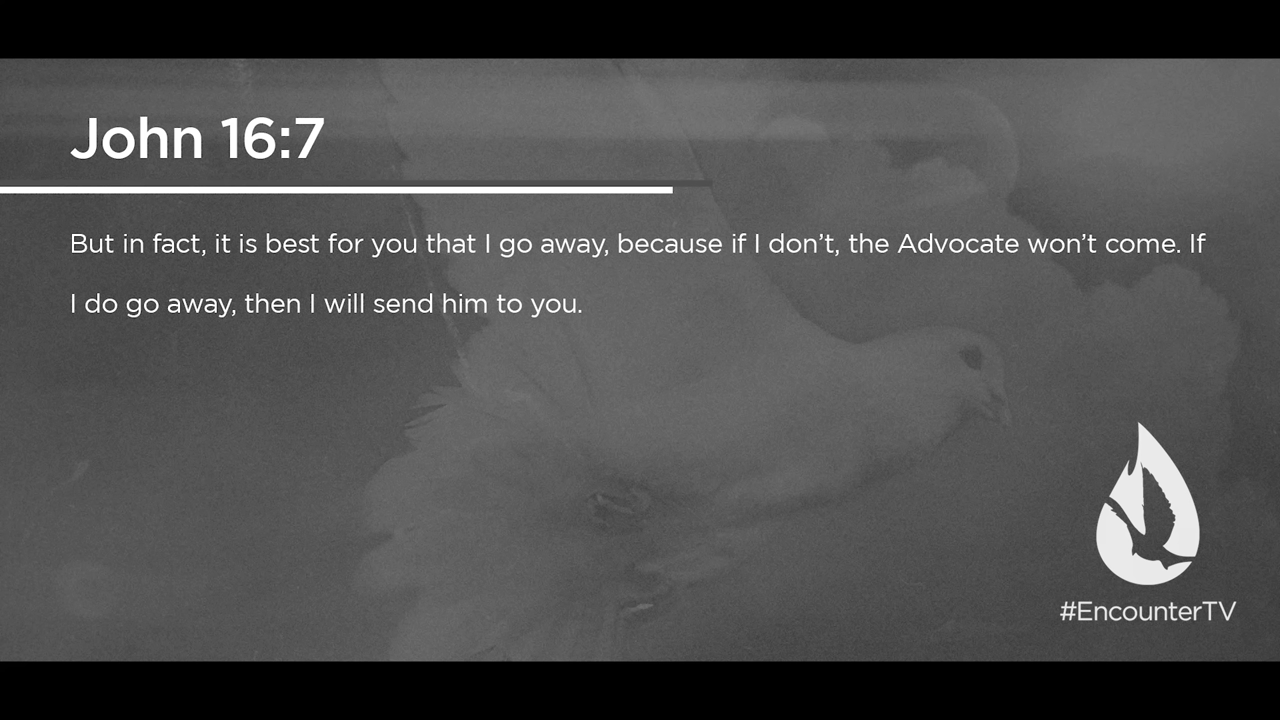 John 16:7
But in fact, it is best for you that I go away, because if I don’t, the Advocate won’t come. If
I do go away, then I will send him to you.
#EncounterTV